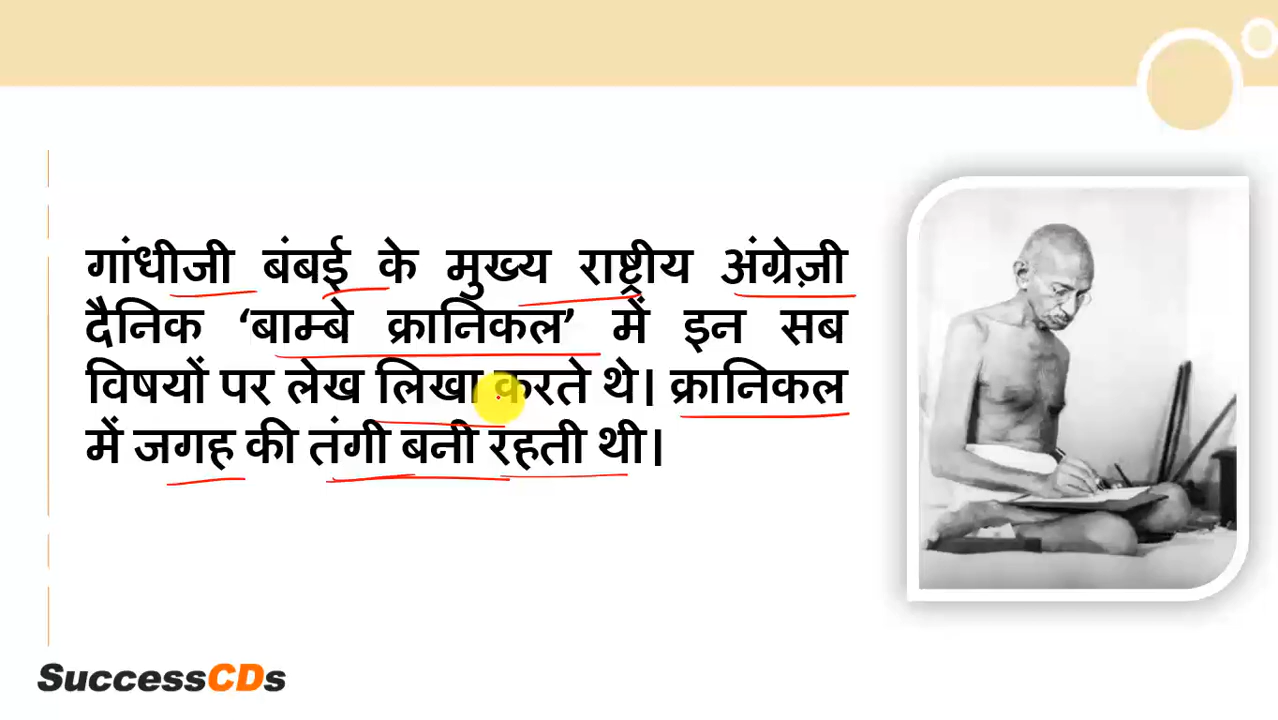 गांधीजी बंबई के मुख्य राष्ट्रीय अंग्रेज़ी
दैनिक ‘बाम्बे क्रानिकल’ में इन सब
विषयों पर लेख लिखा करते थे। क्रानिकल
में जगह की तंगी बनी रहती थी।
SuccessCDs